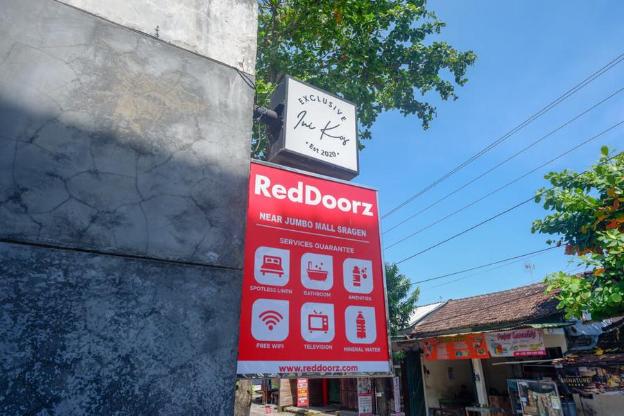 EXCLUSIVE
Ini Kos
• Est 2020 •
RedDoorz
NEAR JUMBO MALL SRAGEN
SERVICES GUARANTEE
SPOTLESS LINEN
BATHROOM
AMENITIES
FREE WIFI
TELEVISION
MINERAL WATER
www.reddoorz.com
SIGNATURE